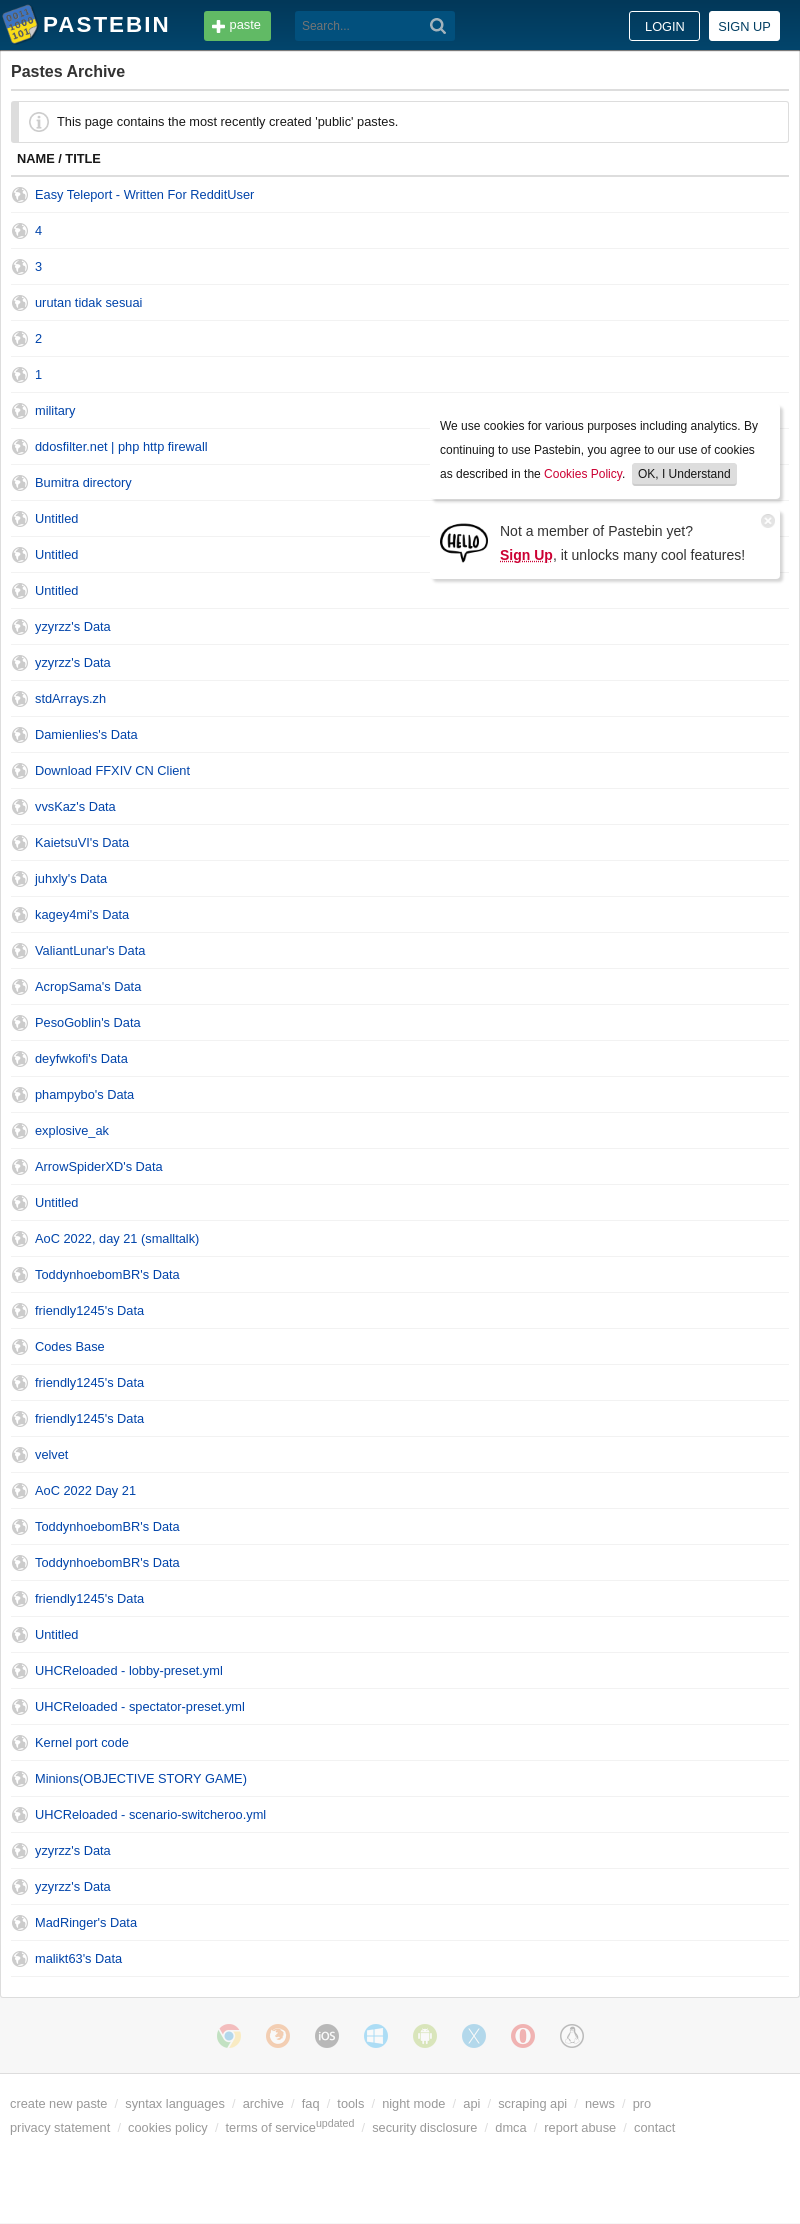 PASTEBIN paste Search... LOGIN SIGN UP
Pastes Archive
This page contains the most recently created 'public' pastes.
NAME / TITLE
Easy Teleport - Written For RedditUser
4
3
urutan tidak sesuai
2
1
military
ddosfilter.net | php http firewall
Bumitra directory
Untitled
Untitled
Untitled
We use cookies for various purposes including analytics. By
continuing to use Pastebin, you agree to our use of cookies
as described in the Cookies Policy. OK, I Understand
HELLO
Not a member of Pastebin yet?
Sign Up, it unlocks many cool features!
yzyrzz's Data
yzyrzz's Data
stdArrays.zh
Damienlies's Data
Download FFXIV CN Client
vvsKaz's Data
KaietsuVI's Data
juhxly's Data
kagey4mi's Data
ValiantLunar's Data
AcropSama's Data
PesoGoblin's Data
deyfwkofi's Data
phampybo's Data
explosive_ak
ArrowSpiderXD's Data
Untitled
AoC 2022, day 21 (smalltalk)
ToddynhoebomBR's Data
friendly1245's Data
Codes Base
friendly1245's Data
friendly1245's Data
velvet
AoC 2022 Day 21
ToddynhoebomBR's Data
ToddynhoebomBR's Data
friendly1245's Data
Untitled
UHCReloaded - lobby-preset.yml
UHCReloaded - spectator-preset.yml
Kernel port code
Minions(OBJECTIVE STORY GAME)
UHCReloaded - scenario-switcheroo.yml
yzyrzz's Data
yzyrzz's Data
MadRinger's Data
malikt63's Data
iOS
create new paste / syntax languages / archive / faq / tools / night mode / api / scraping api / news / pro
privacy statement / cookies policy / terms of service updated / security disclosure / dmca / report abuse / contact